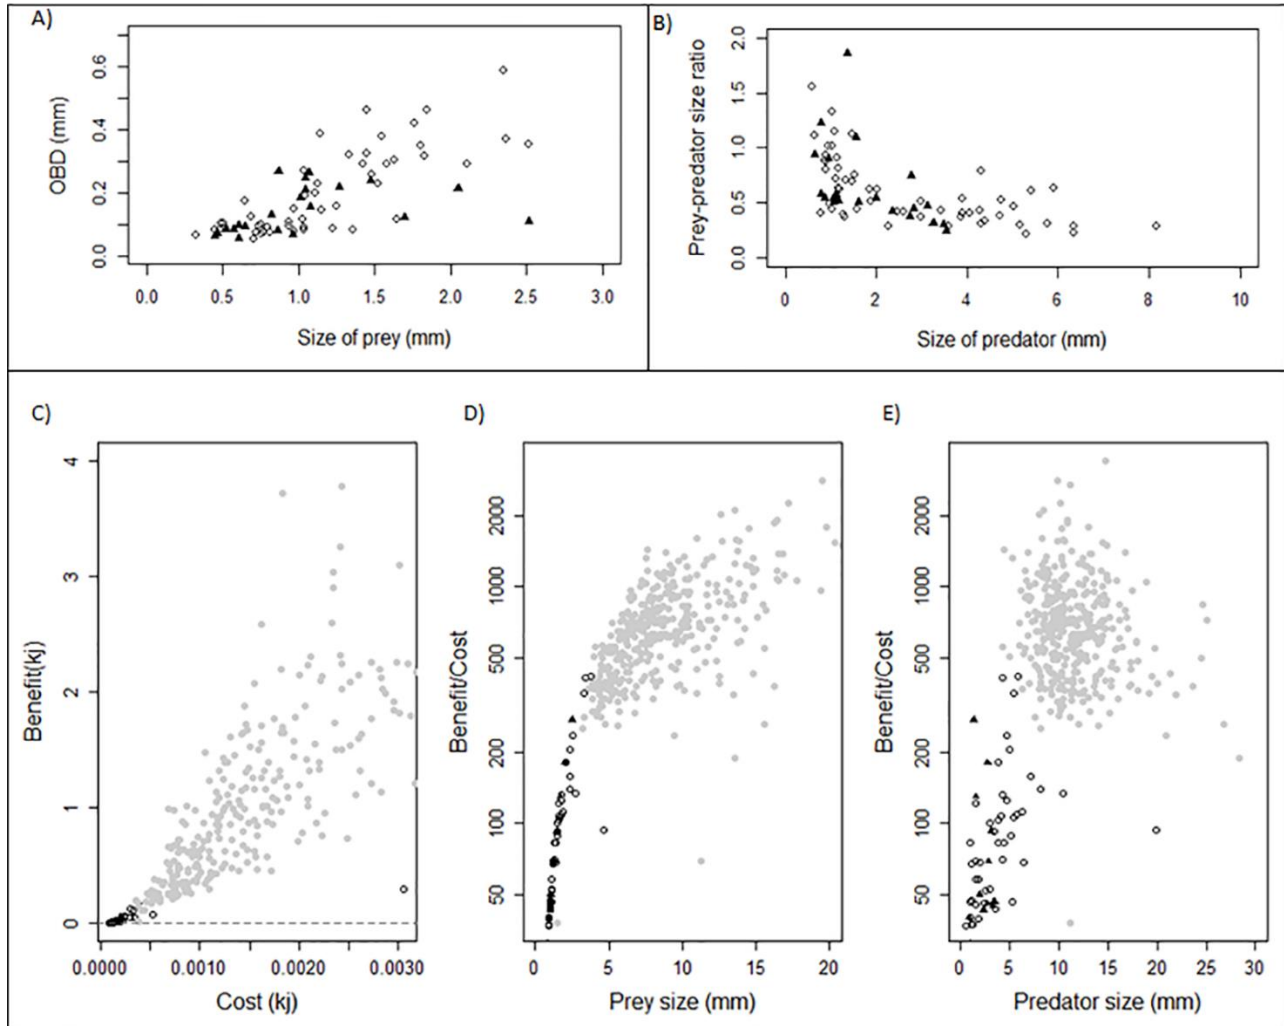 A)
OBD (mm)
0.0 0.2 0.4 0.6
0.0 0.5 1.0 1.5 2.0 2.5 3.0
Size of prey (mm)
B)
Prey-predator size ratio
0.0 0.5 1.0 1.5 2.0
0 2 4 6 8 10
Size of predator (mm)
C)
Benefit(kj)
0 1 2 3 4
0.0000 0.0010 0.0020 0.0030
Cost (kj)
D)
Benefit/Cost
50 100 200 500 1000 2000
0 5 10 15 20
Prey size (mm)
E)
Benefit/Cost
50 100 200 500 1000 2000
0 5 10 15 20 25 30
Predator size (mm)